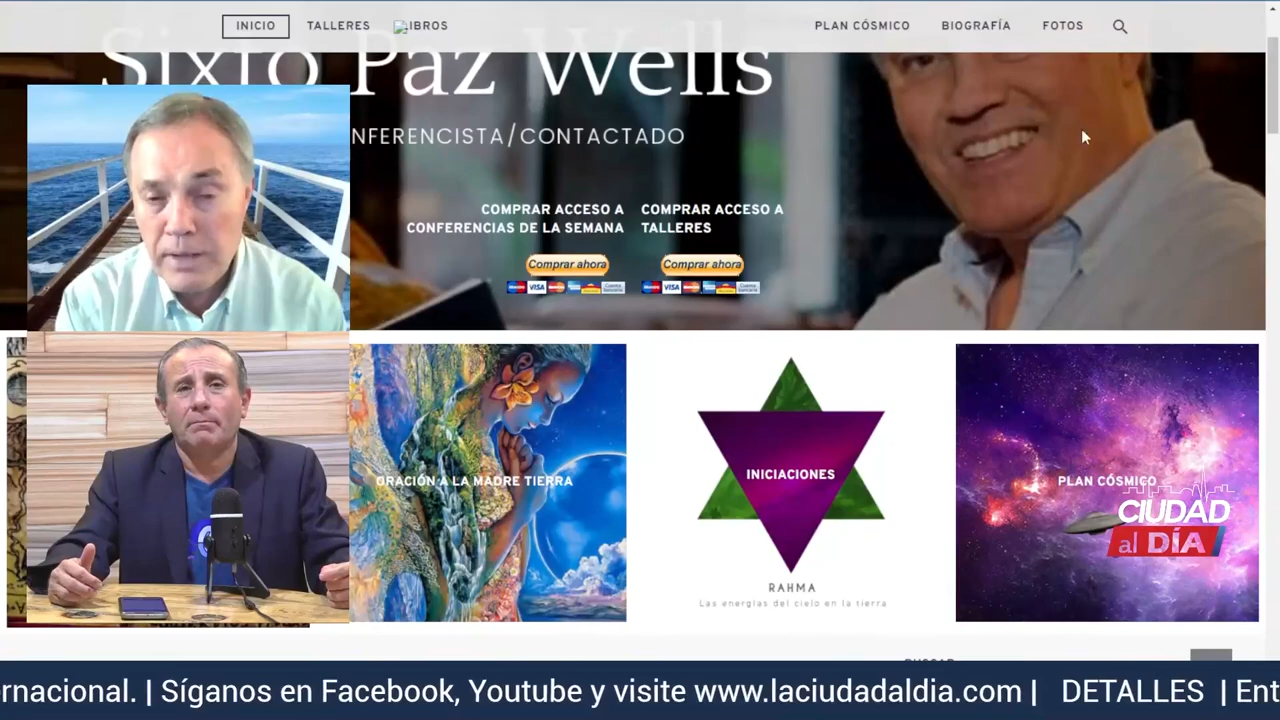 INICIO
TALLERES
IBROS
PLAN CÓSMICO
BIOGRAFÍA
FOTOS
Sixto Paz Wells
NFERENCISTA/CONTACTADO
COMPRAR ACCESO A
CONFERENCIAS DE LA SEMANA
COMPRAR ACCESO A
TALLERES
Comprar ahora
Comprar ahora
ORACIÓN A LA MADRE TIERRA
INICIACIONES
RAHMA
Las energías del cielo en la tierra
PLAN CÓSMICO
CIUDAD
al DÍA
ernacional. | Síganos en Facebook, Youtube y visite www.laciudadaldia.com | DETALLES | Ent